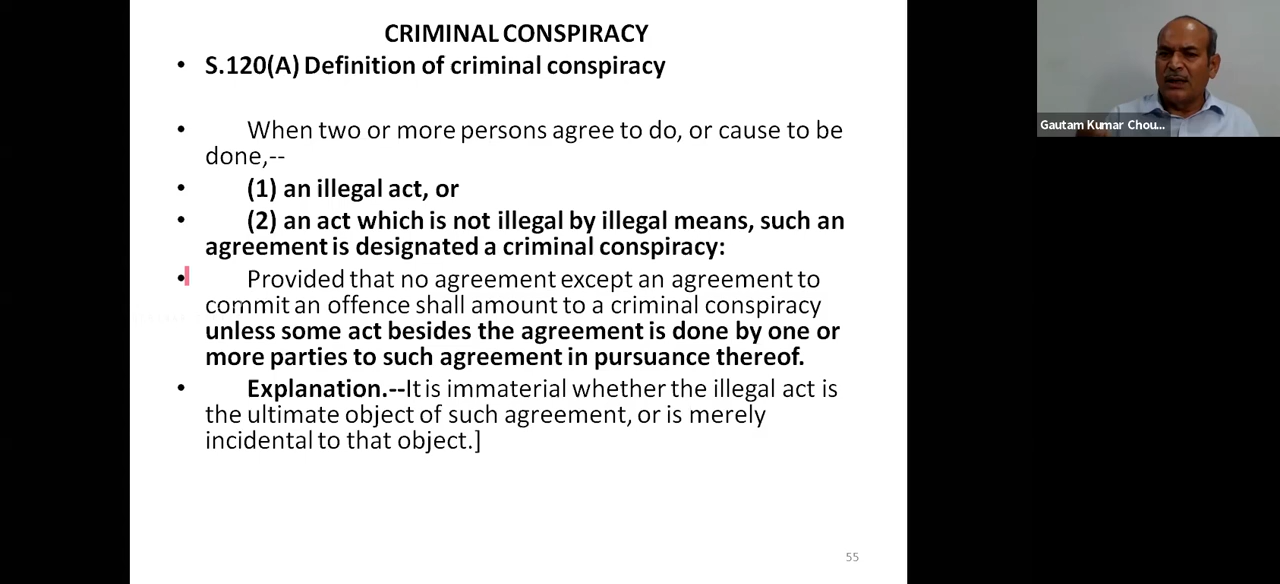 CRIMINAL CONSPIRACY
• S.120(A) Definition of criminal conspiracy
• When two or more persons agree to do, or cause to be
done,--
• (1) an illegal act, or
• (2) an act which is not illegal by illegal means, such an
agreement is designated a criminal conspiracy:
• Provided that no agreement except an agreement to
commit an offence shall amount to a criminal conspiracy
unless some act besides the agreement is done by one or
more parties to such agreement in pursuance thereof.
• Explanation.--It is immaterial whether the illegal act is
the ultimate object of such agreement, or is merely
incidental to that object.]
55
Gautam Kumar Chou...